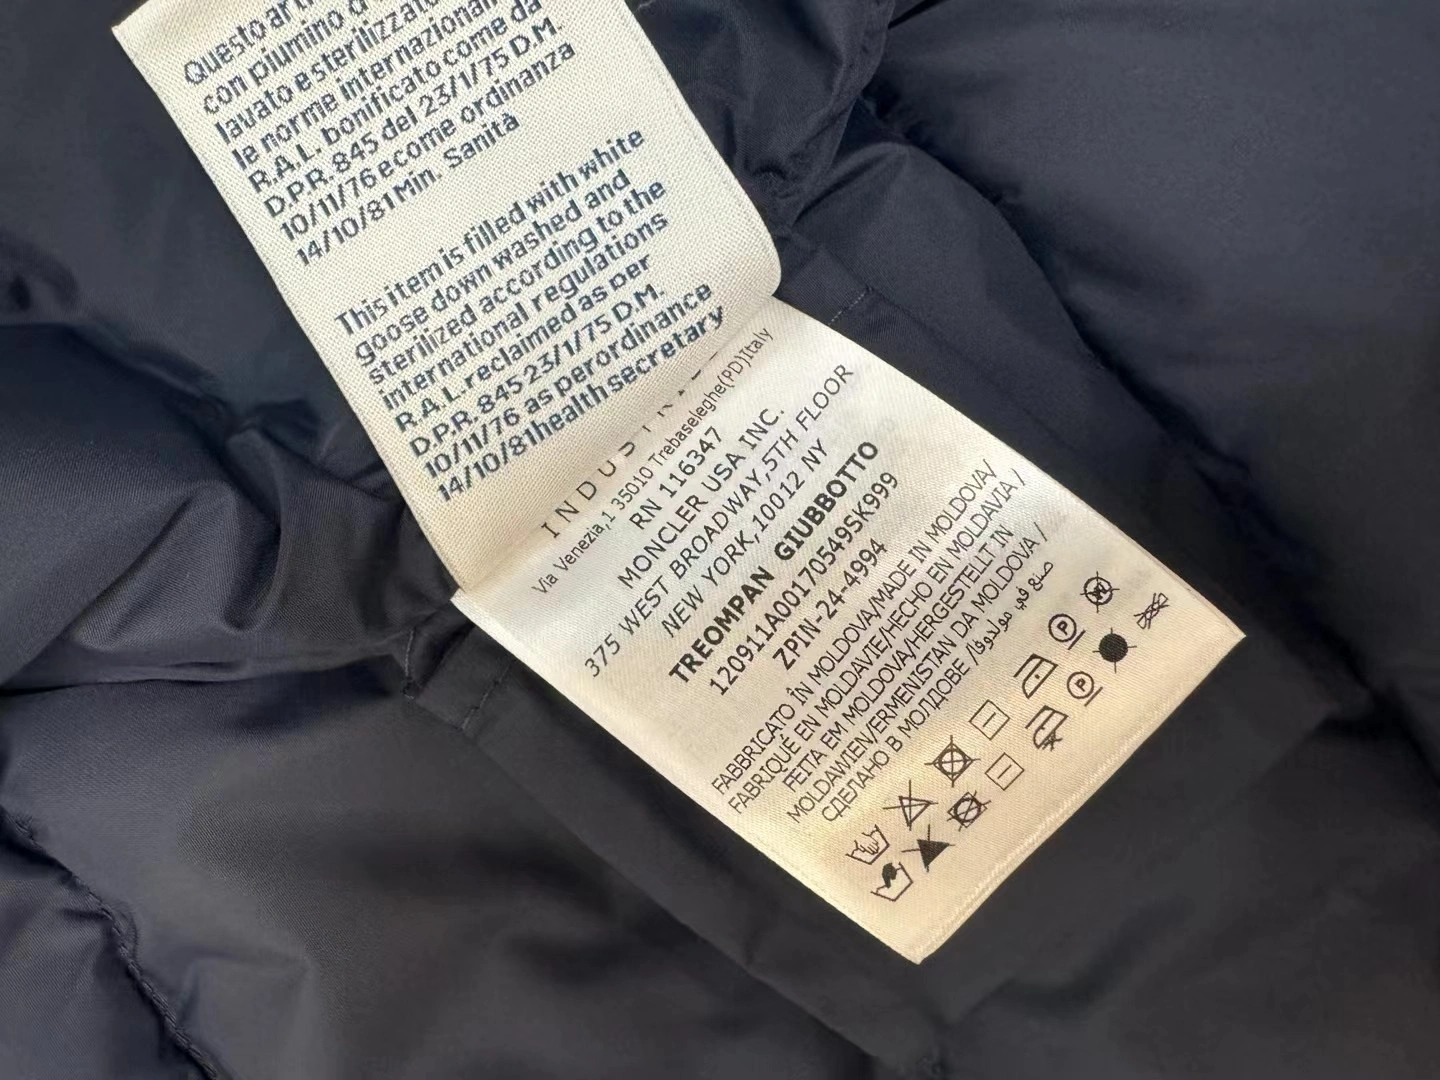 Questo
con piumino d
lavato e sterilizzato
le norme internazionali
R.A.L. bonificato come da
D.P.R. 845 del 23/1/75 D.M.
10/11/76 e come ordinanza
14/10/81 Min. Sanità
This item is filled with white
goose down washed and
sterilized according to the
international regulations
R.A.L. reclaimed as per
D.P.R. 845 23/1/75 D.M.
10/11/76 as per ordinance
14/10/81 health secretary
INDUSTR
Via Venezia,1 35010 Trebaseleghe(PD)Italy
RN 116347
MONCLER USA INC.
375 WEST BROADWAY,5TH FLOOR
NEW YORK,10012 NY
TREOMPAN GIUBBOTTO
120911A00170549SK999
ZPIN-24-4994
FABBRICATO ÎN MOLDOVA/MADE IN MOLDOVA/
FABRIQUÉ EN MOLDAVIE/HECHO EN MOLDAVIA /
FEITA EM MOLDOVA/HERGESTELLT IN
MOLDAWIEN/ERMENISTAN DA MOLDOVA /
СДЕЛАНО В МОЛДОВЕ /صنع في مولدوفا
P W
P